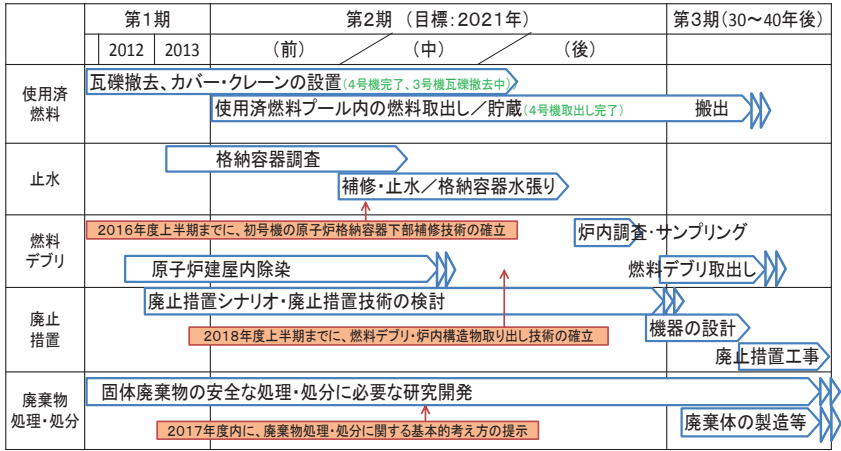 第1期 第2期 (目標:2021年) 第3期(30～40年後)
2012 2013 (前) (中) (後)
使用済
燃料
瓦礫撤去、カバー・クレーンの設置(4号機完了、3号機瓦礫撤去中)
使用済燃料プール内の燃料取出し／貯蔵(4号機取出し完了) 搬出
止水
格納容器調査
補修・止水／格納容器水張り
燃料
デブリ
2016年度上半期までに、初号機の原子炉格納容器下部補修技術の確立
炉内調査・サンプリング
原子炉建屋内除染
燃料デブリ取出し
廃止
措置
廃止措置シナリオ・廃止措置技術の検討
機器の設計
2018年度上半期までに、燃料デブリ・炉内構造物取り出し技術の確立
廃止措置工事
廃棄物
処理・処分
固体廃棄物の安全な処理・処分に必要な研究開発
廃棄体の製造等
2017年度内に、廃棄物処理・処分に関する基本的考え方の提示